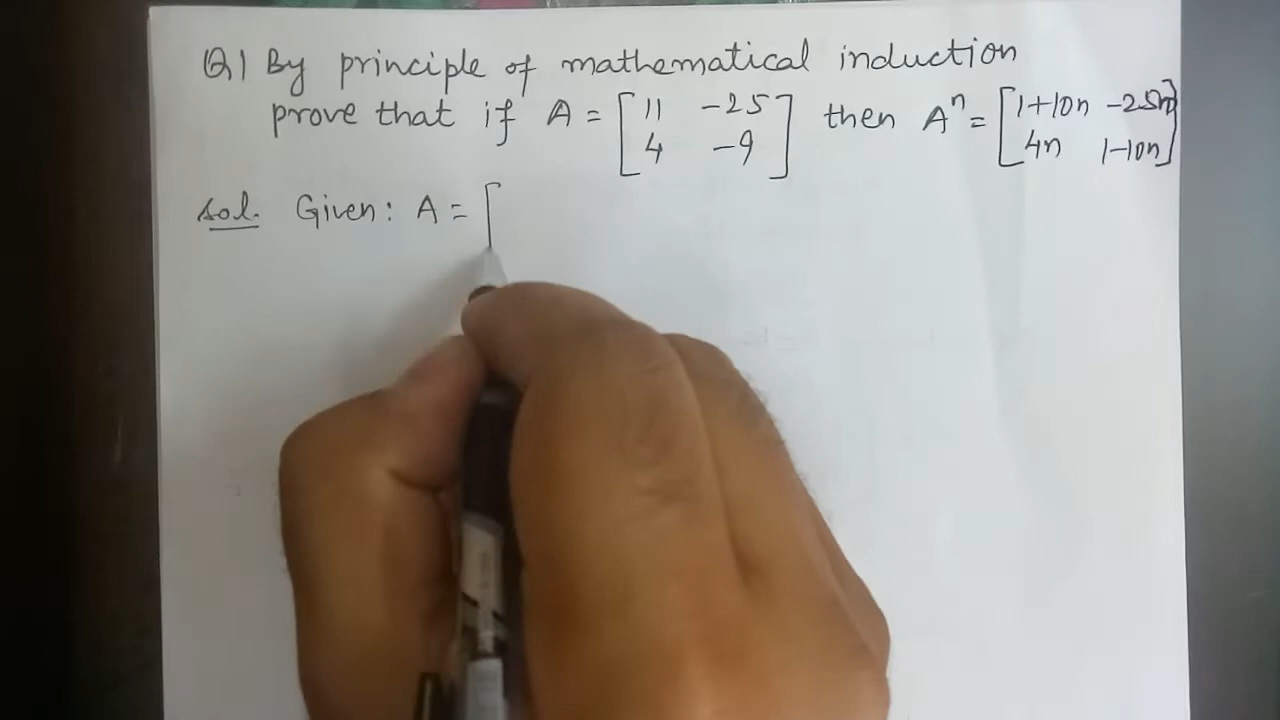 Q1 By principle of mathematical induction
prove that if A = [11 -25 4 -9] then Aⁿ = [1+10n -25n 4n 1-10n]
Sol. Given: A = [